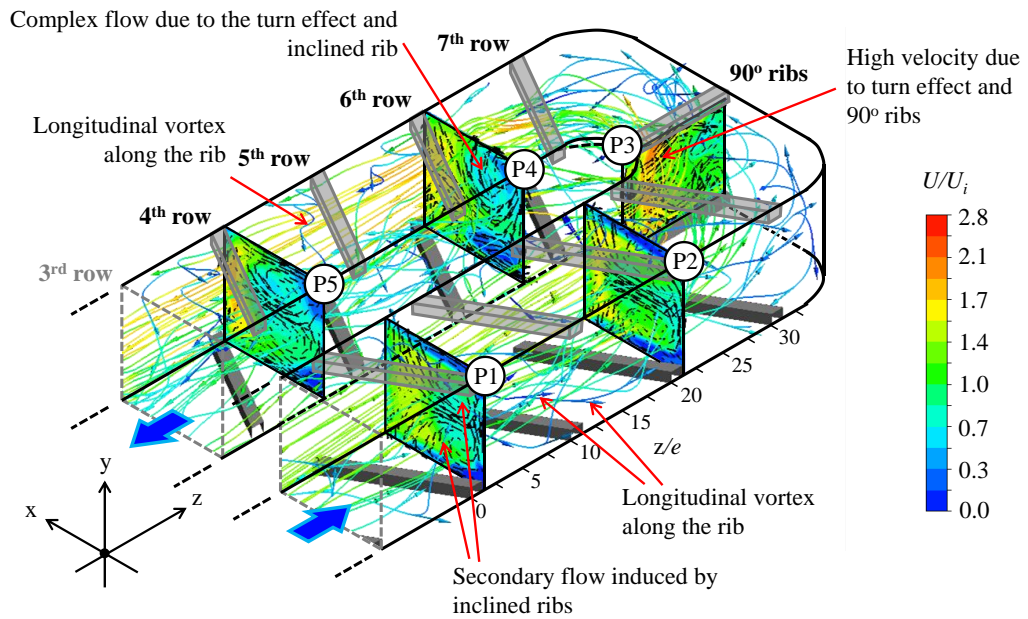 Complex flow due to the turn effect and
inclined rib
7th row
90o ribs
High velocity due
to turn effect and
90o ribs
6th row
Longitudinal vortex
along the rib
5th row
4th row
3rd row
P3
P4
P2
P5
P1
U/Ui
2.8
2.1
1.7
1.4
1.0
0.7
0.3
0.0
30
25
20
15
10
5
0
z/e
y
x
z
Longitudinal vortex
along the rib
Secondary flow induced by
inclined ribs